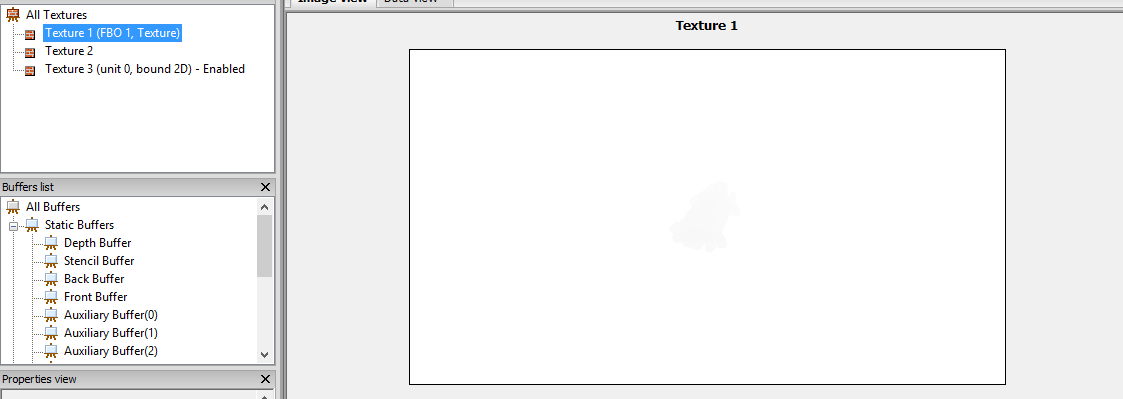 All Textures
Texture 1 (FBO 1, Texture)
Texture 2
Texture 3 (unit 0, bound 2D) - Enabled
Buffers list
All Buffers
Static Buffers
Depth Buffer
Stencil Buffer
Back Buffer
Front Buffer
Auxiliary Buffer(0)
Auxiliary Buffer(1)
Auxiliary Buffer(2)
Properties view
Image view
Data view
Texture 1